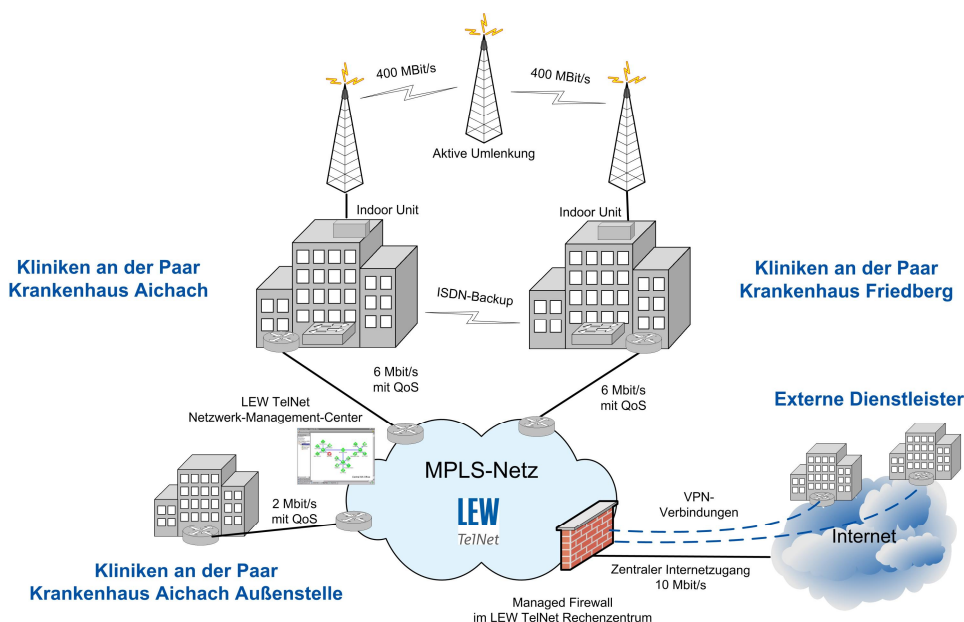 400 MBit/s
400 MBit/s
Aktive Umlenkung
Indoor Unit
Indoor Unit
Kliniken an der Paar
Krankenhaus Aichach
ISDN-Backup
Kliniken an der Paar
Krankenhaus Friedberg
6 Mbit/s
mit QoS
6 Mbit/s
mit QoS
LEW TelNet
Netzwerk-Management-Center
Externe Dienstleister
MPLS-Netz
LEW
TelNet
2 Mbit/s
mit QoS
VPN-
Verbindungen
Internet
Zentraler Internetzugang
10 Mbit/s
Kliniken an der Paar
Krankenhaus Aichach Außenstelle
Managed Firewall
im LEW TelNet Rechenzentrum